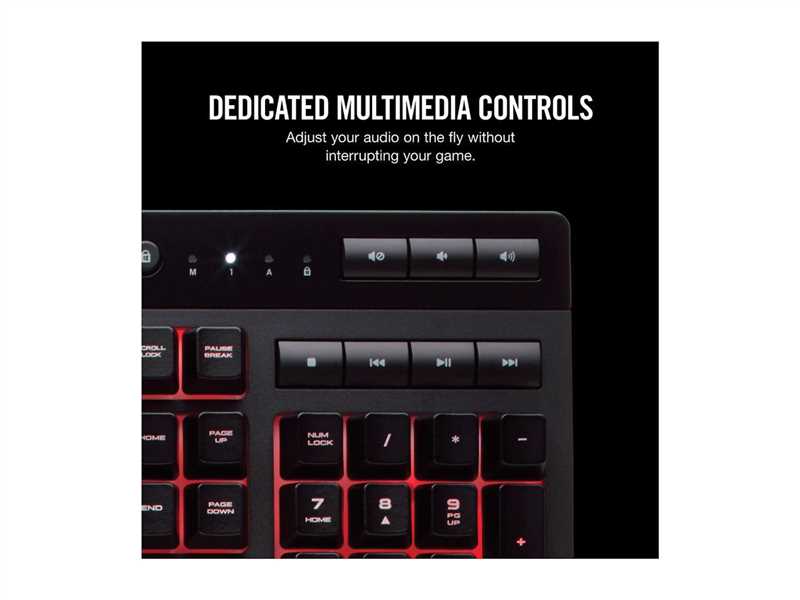 DEDICATED MULTIMEDIA CONTROLS
Adjust your audio on the fly without
interrupting your game.
M 1 A
SCROLL LOCK
PAUSE BREAK
HOME
PAGE UP
NUM LOCK
/
*
-
END
PAGE DOWN
7 HOME
8
9 PG UP
+